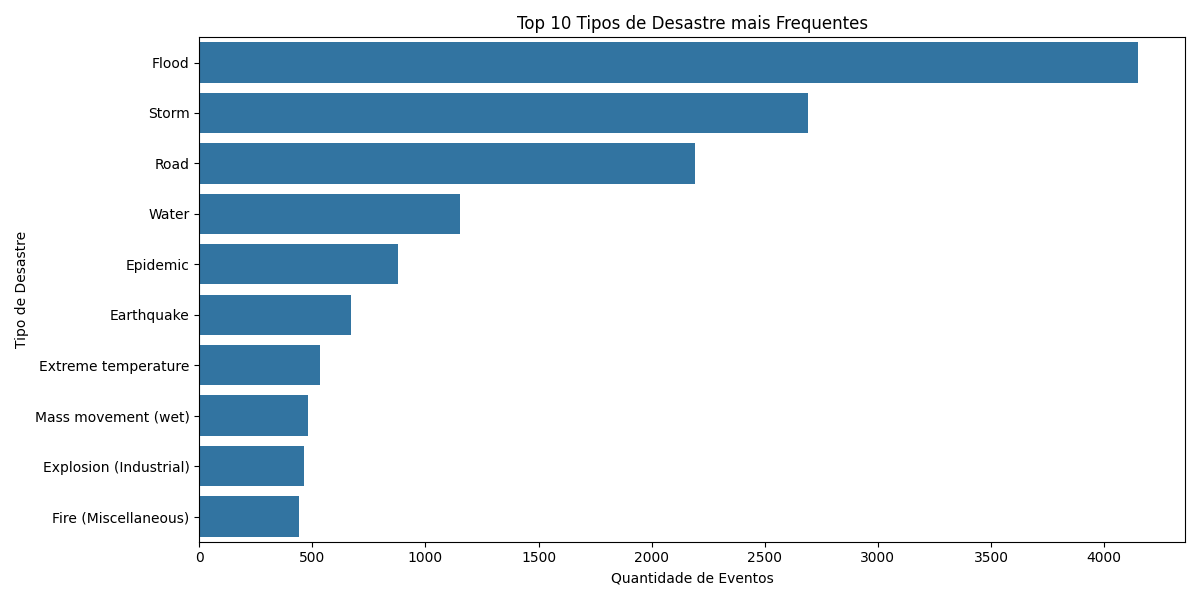 Top 10 Tipos de Desastre mais Frequentes
Tipo de Desastre
Flood
Storm
Road
Water
Epidemic
Earthquake
Extreme temperature
Mass movement (wet)
Explosion (Industrial)
Fire (Miscellaneous)
0 500 1000 1500 2000 2500 3000 3500 4000
Quantidade de Eventos